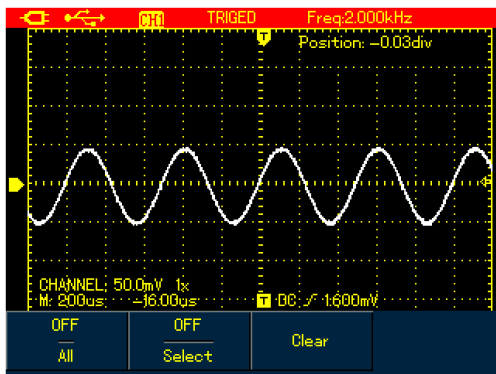 CH1 TRIGED Freq:2.000kHz
T Position: -0.03div
CHANNEL: 50.0mV 1x
M: 200us: -16.00us T DC: 1.600mV
OFF OFF
All Select Clear